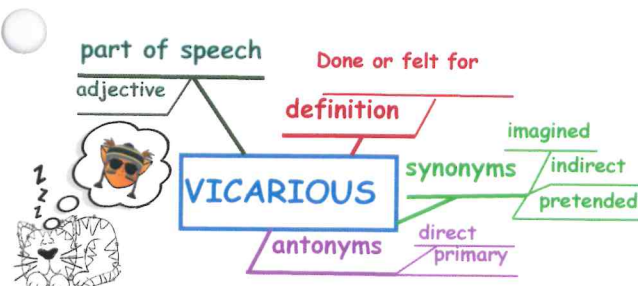 part of speech
adjective
Done or felt for
definition
imagined
synonyms
indirect
pretended
VICARIOUS
antonyms
direct
primary
z
z
z
z